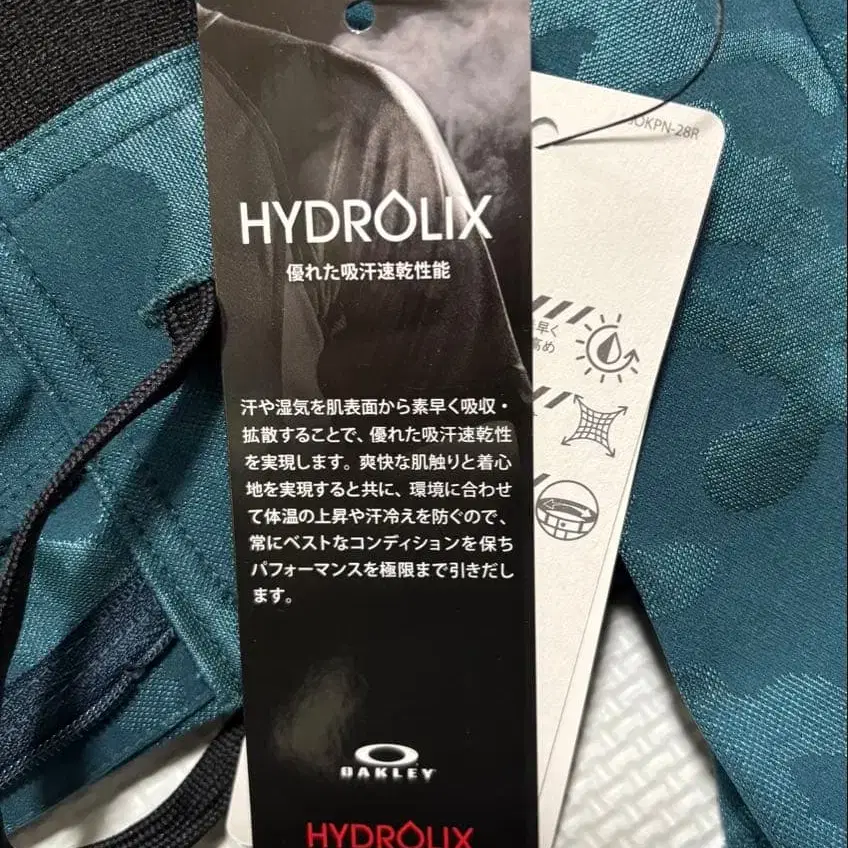 HYDROLIX
優れた吸汗速乾性能
汗や湿気を肌表面から素早く吸収・
拡散することで、優れた吸汗速乾性
を実現します。爽快な肌触りと着心
地を実現すると共に、環境に合わせ
て体温の上昇や汗冷えを防ぐので、
常にベストなコンディションを保ち
パフォーマンスを極限まで引きだし
ます。
OAKLEY
HYDROLIX
OKPN-28R
早く
高め